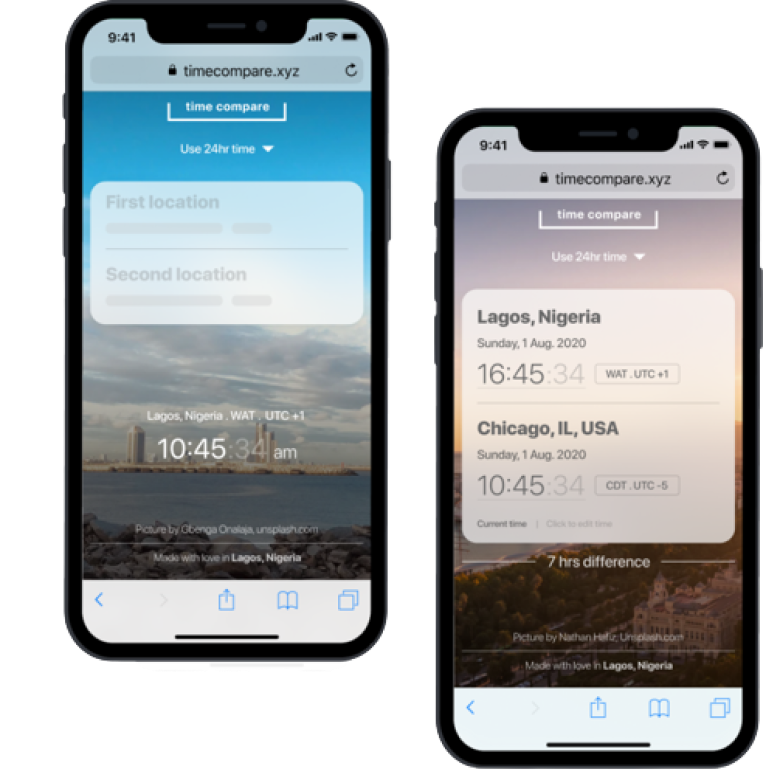 9:41
timecompare.xyz
time compare
Use 24hr time
First location
Second location
Lagos, Nigeria . WAT . UTC +1
10:45:34 am
Picture by Gbenga Onalaja, unsplash.com
Made with love in Lagos, Nigeria
9:41
timecompare.xyz
time compare
Use 24hr time
Lagos, Nigeria
Sunday, 1 Aug. 2020
16:45:34 WAT . UTC +1
Chicago, IL, USA
Sunday, 1 Aug. 2020
10:45:34 CDT . UTC -5
Current time | Click to edit time
7 hrs difference
Picture by Nathan Hafiz, Unsplash.com
Made with love in Lagos, Nigeria